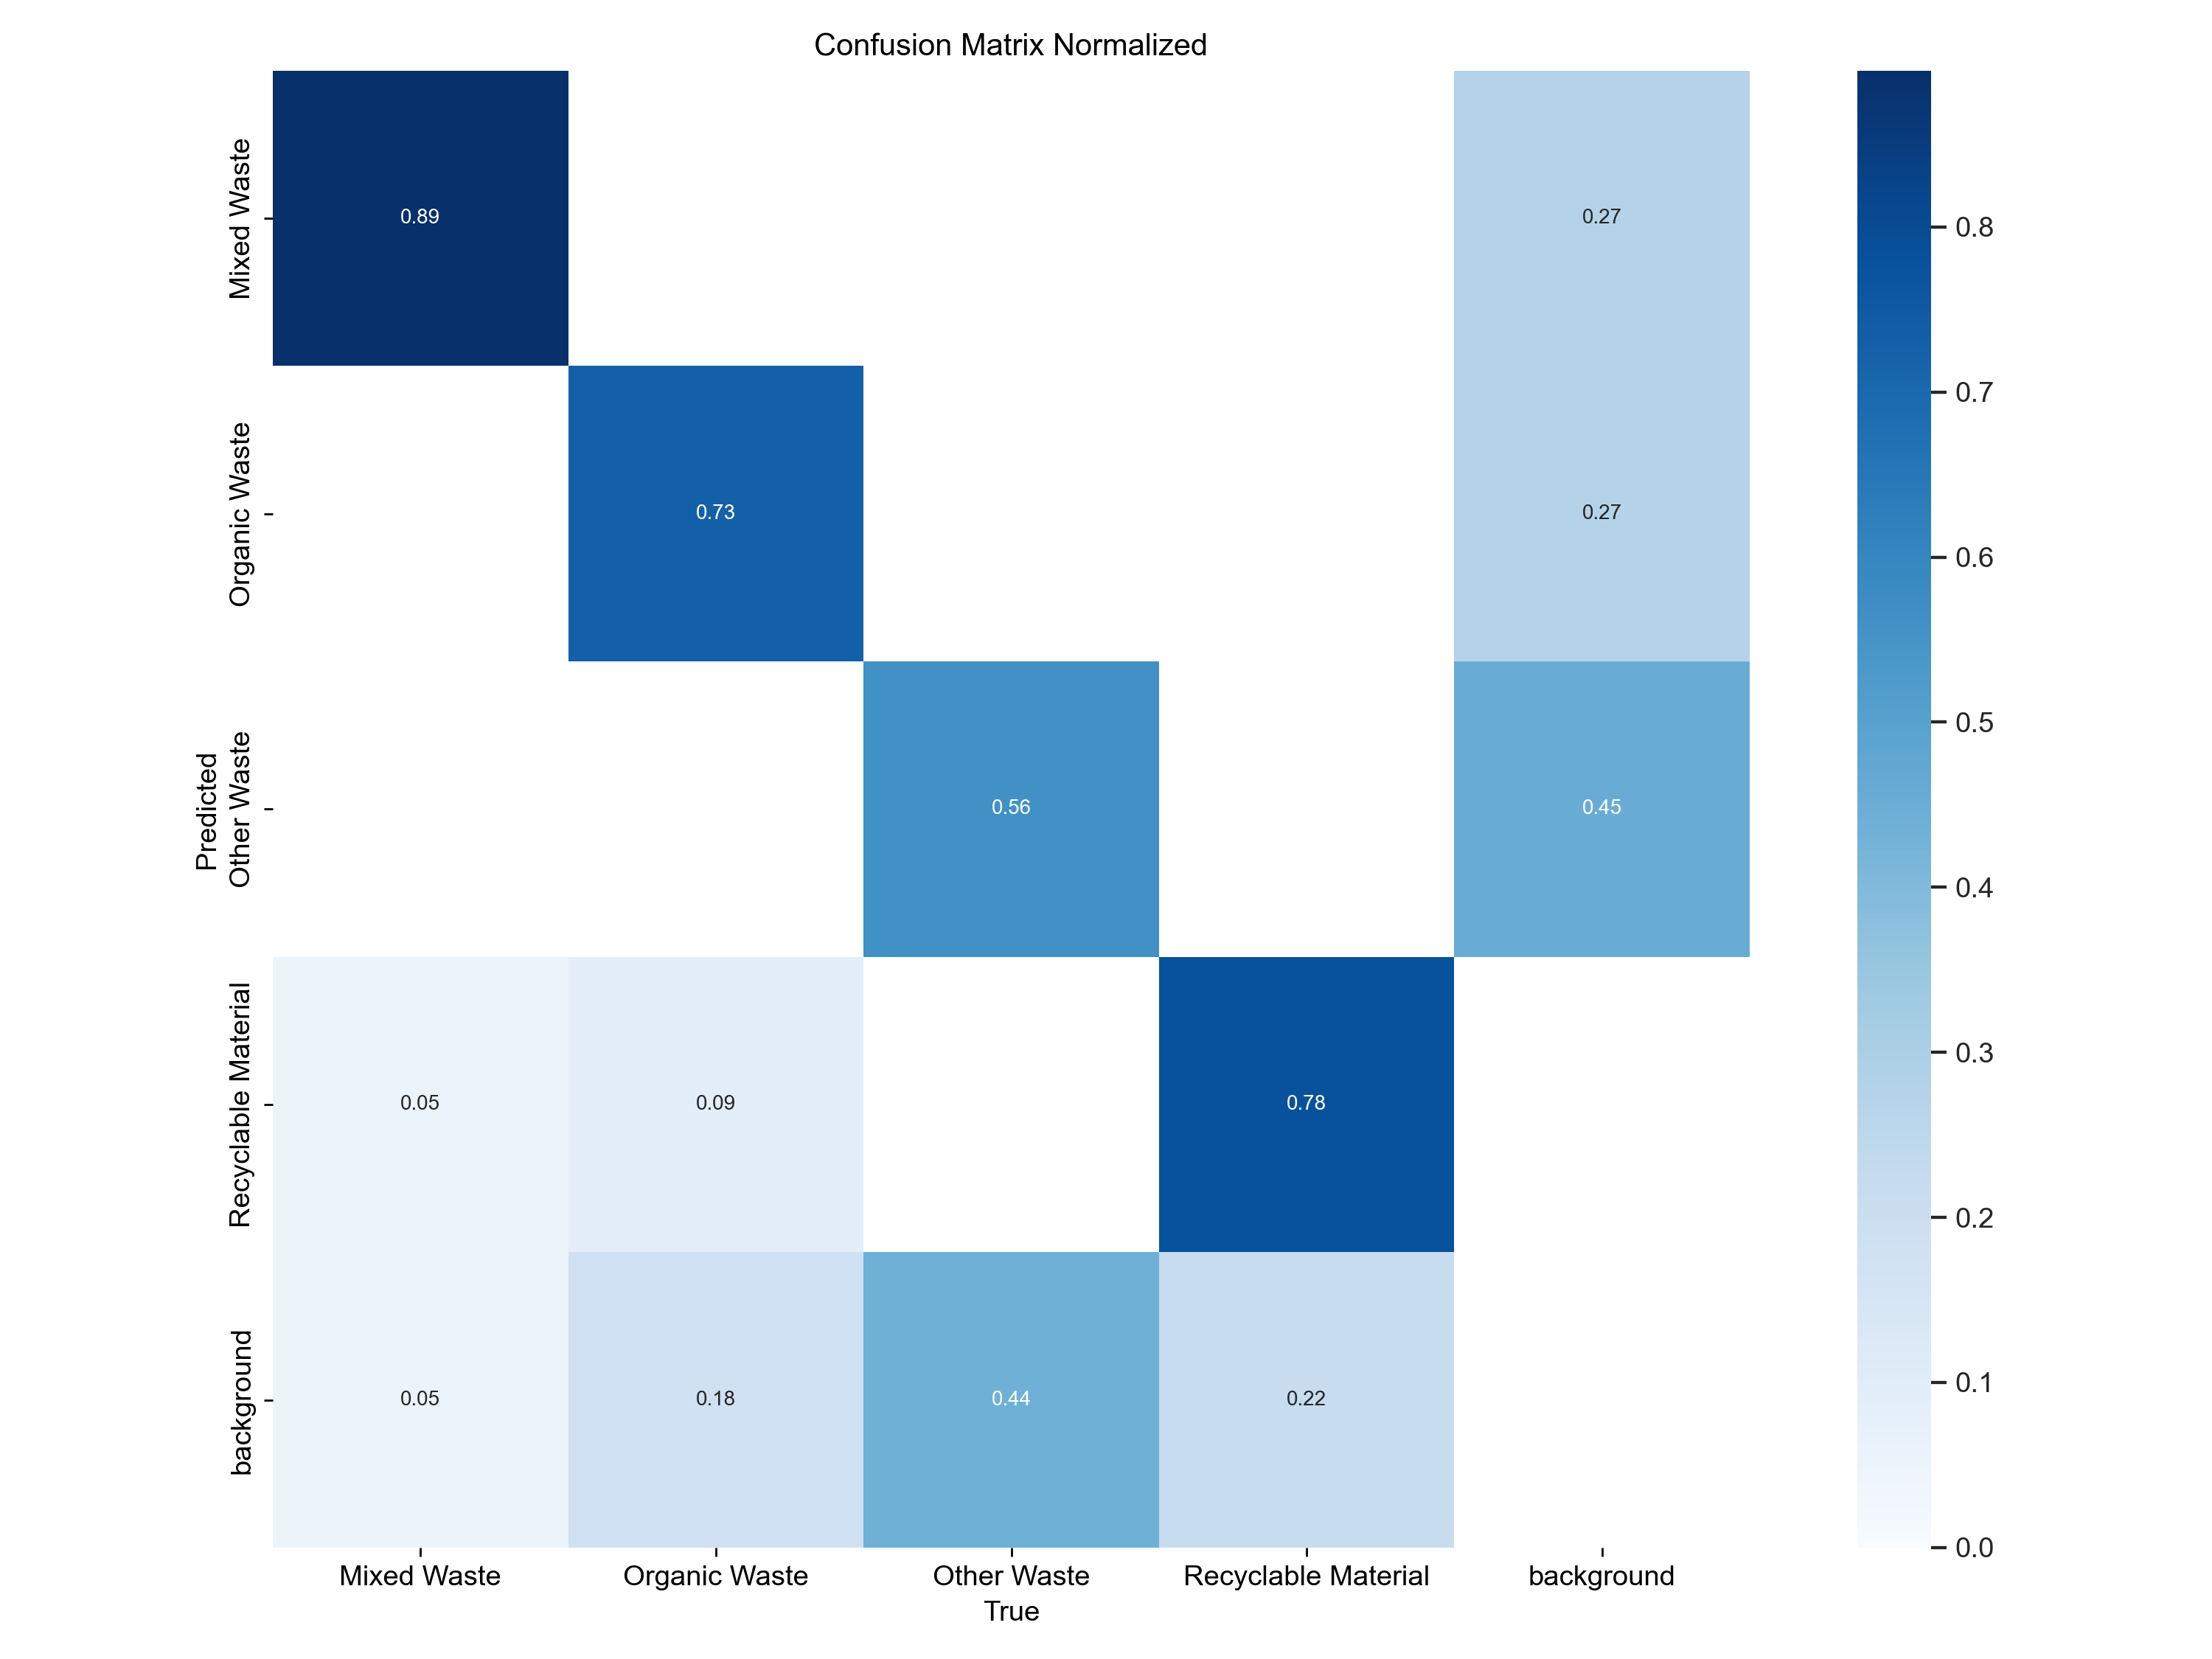 Confusion Matrix Normalized
Mixed Waste
0.89
0.27
0.8
0.7
Organic Waste
0.73
0.27
0.6
0.5
Predicted
Other Waste
0.56
0.45
0.4
0.3
Recyclable Material
0.05
0.09
0.78
0.2
0.1
background
0.05
0.18
0.44
0.22
0.0
Mixed Waste
Organic Waste
Other Waste
Recyclable Material
background
True